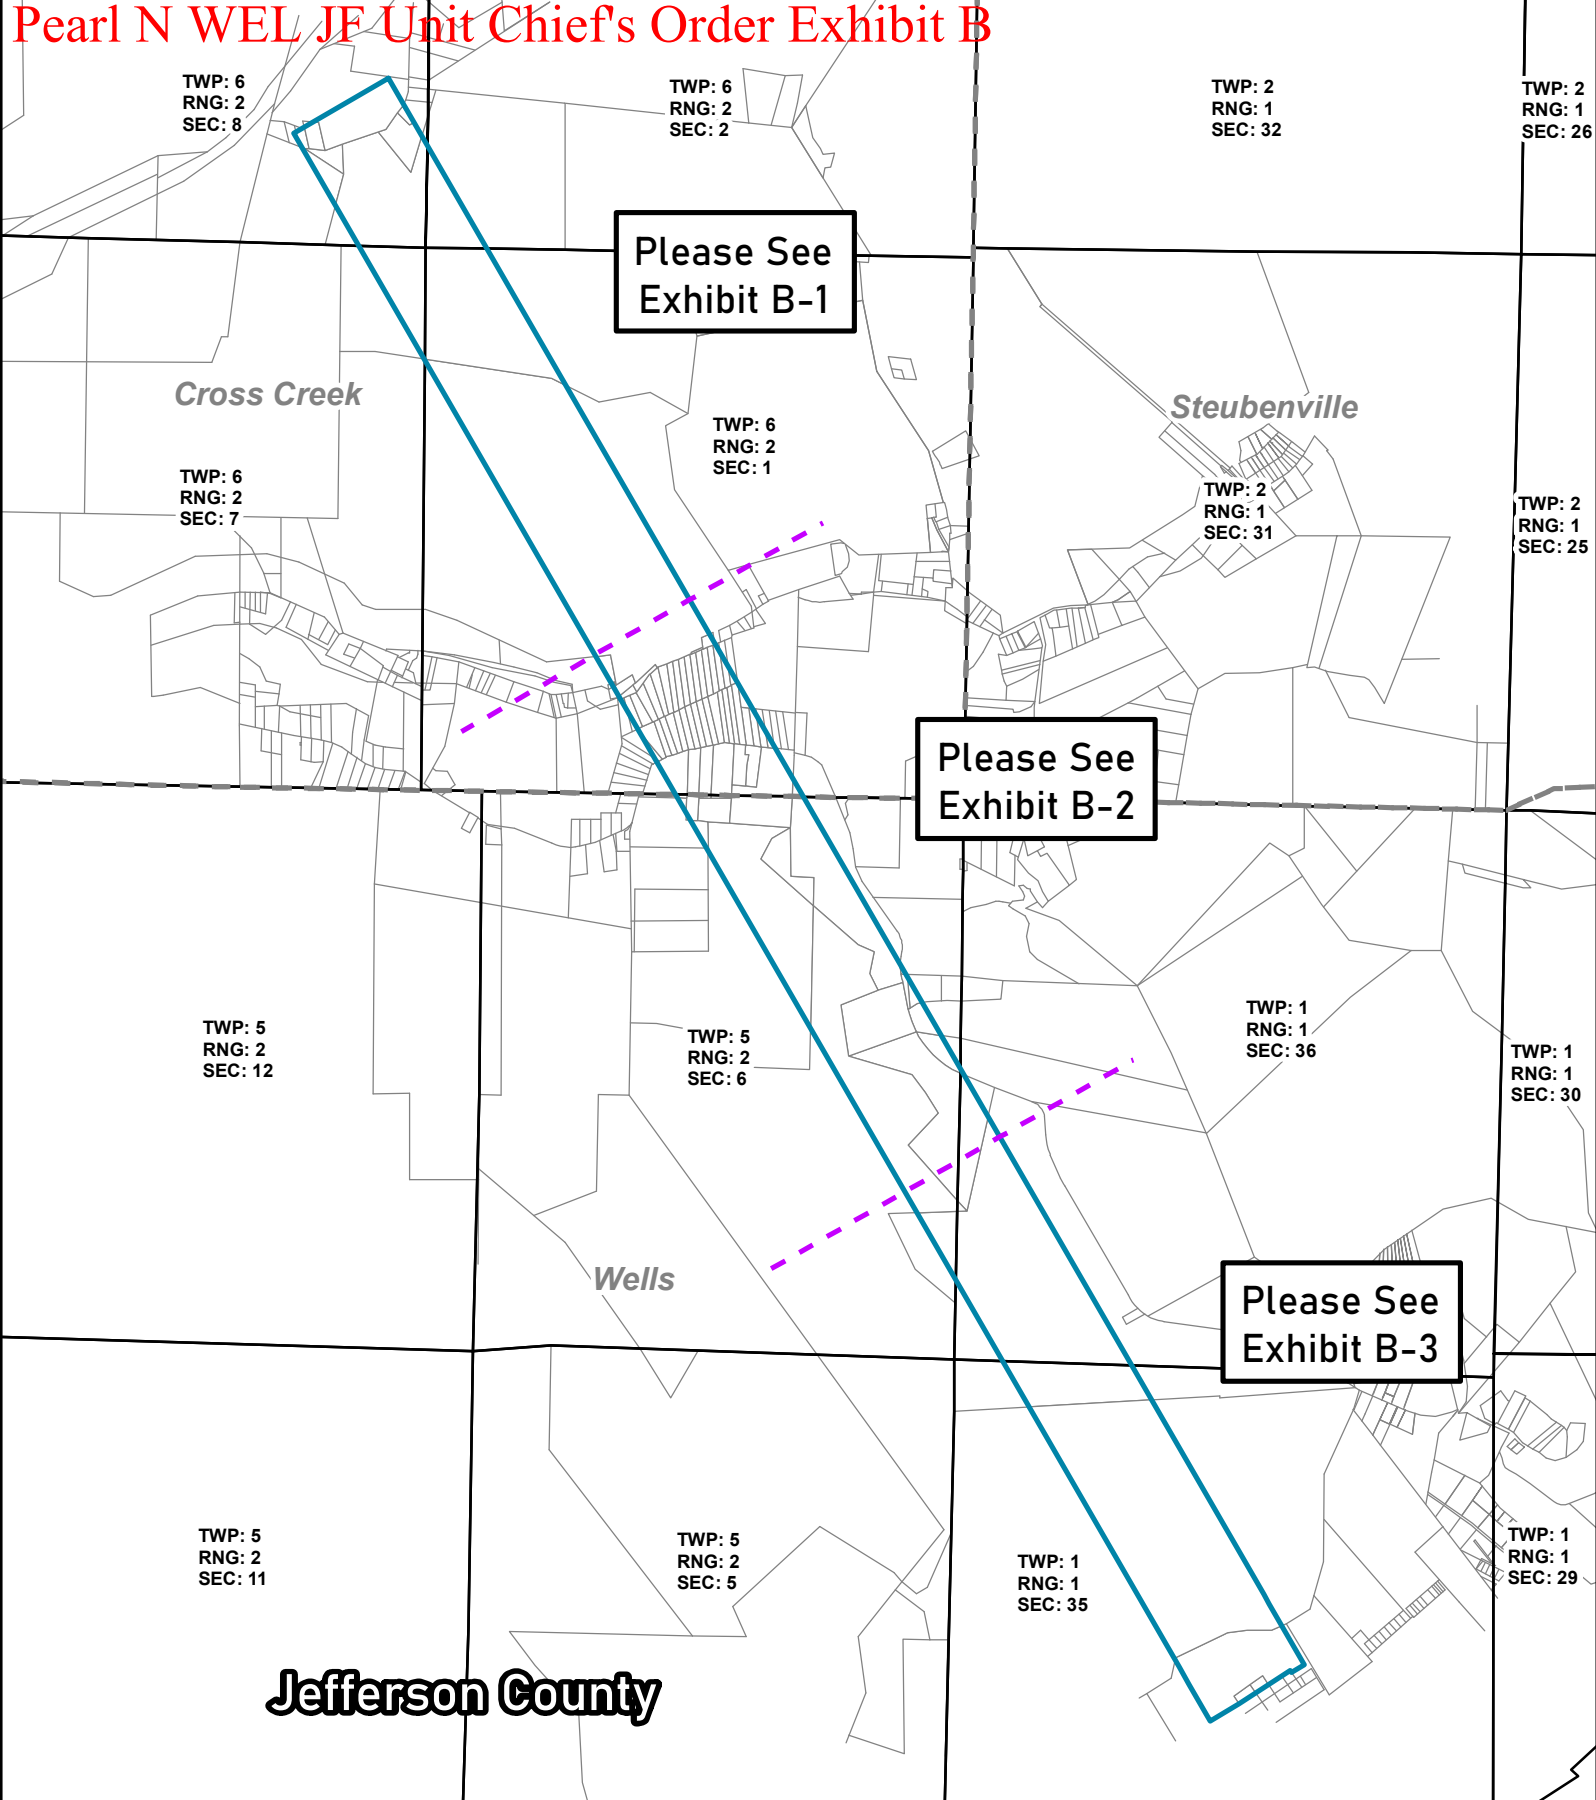 Pearl N WEL JF Unit Chief's Order Exhibit B
TWP: 6
RNG: 2
SEC: 8
TWP: 6
RNG: 2
SEC: 2
TWP: 2
RNG: 1
SEC: 32
TWP: 2
RNG: 1
SEC: 26
Please See
Exhibit B-1
Cross Creek
Steubenville
TWP: 6
RNG: 2
SEC: 1
TWP: 6
RNG: 2
SEC: 7
TWP: 2
RNG: 1
SEC: 31
TWP: 2
RNG: 1
SEC: 25
Please See
Exhibit B-2
TWP: 5
RNG: 2
SEC: 12
TWP: 5
RNG: 2
SEC: 6
TWP: 1
RNG: 1
SEC: 36
TWP: 1
RNG: 1
SEC: 30
Wells
Please See
Exhibit B-3
TWP: 5
RNG: 2
SEC: 11
TWP: 5
RNG: 2
SEC: 5
TWP: 1
RNG: 1
SEC: 35
TWP: 1
RNG: 1
SEC: 29
Jefferson County